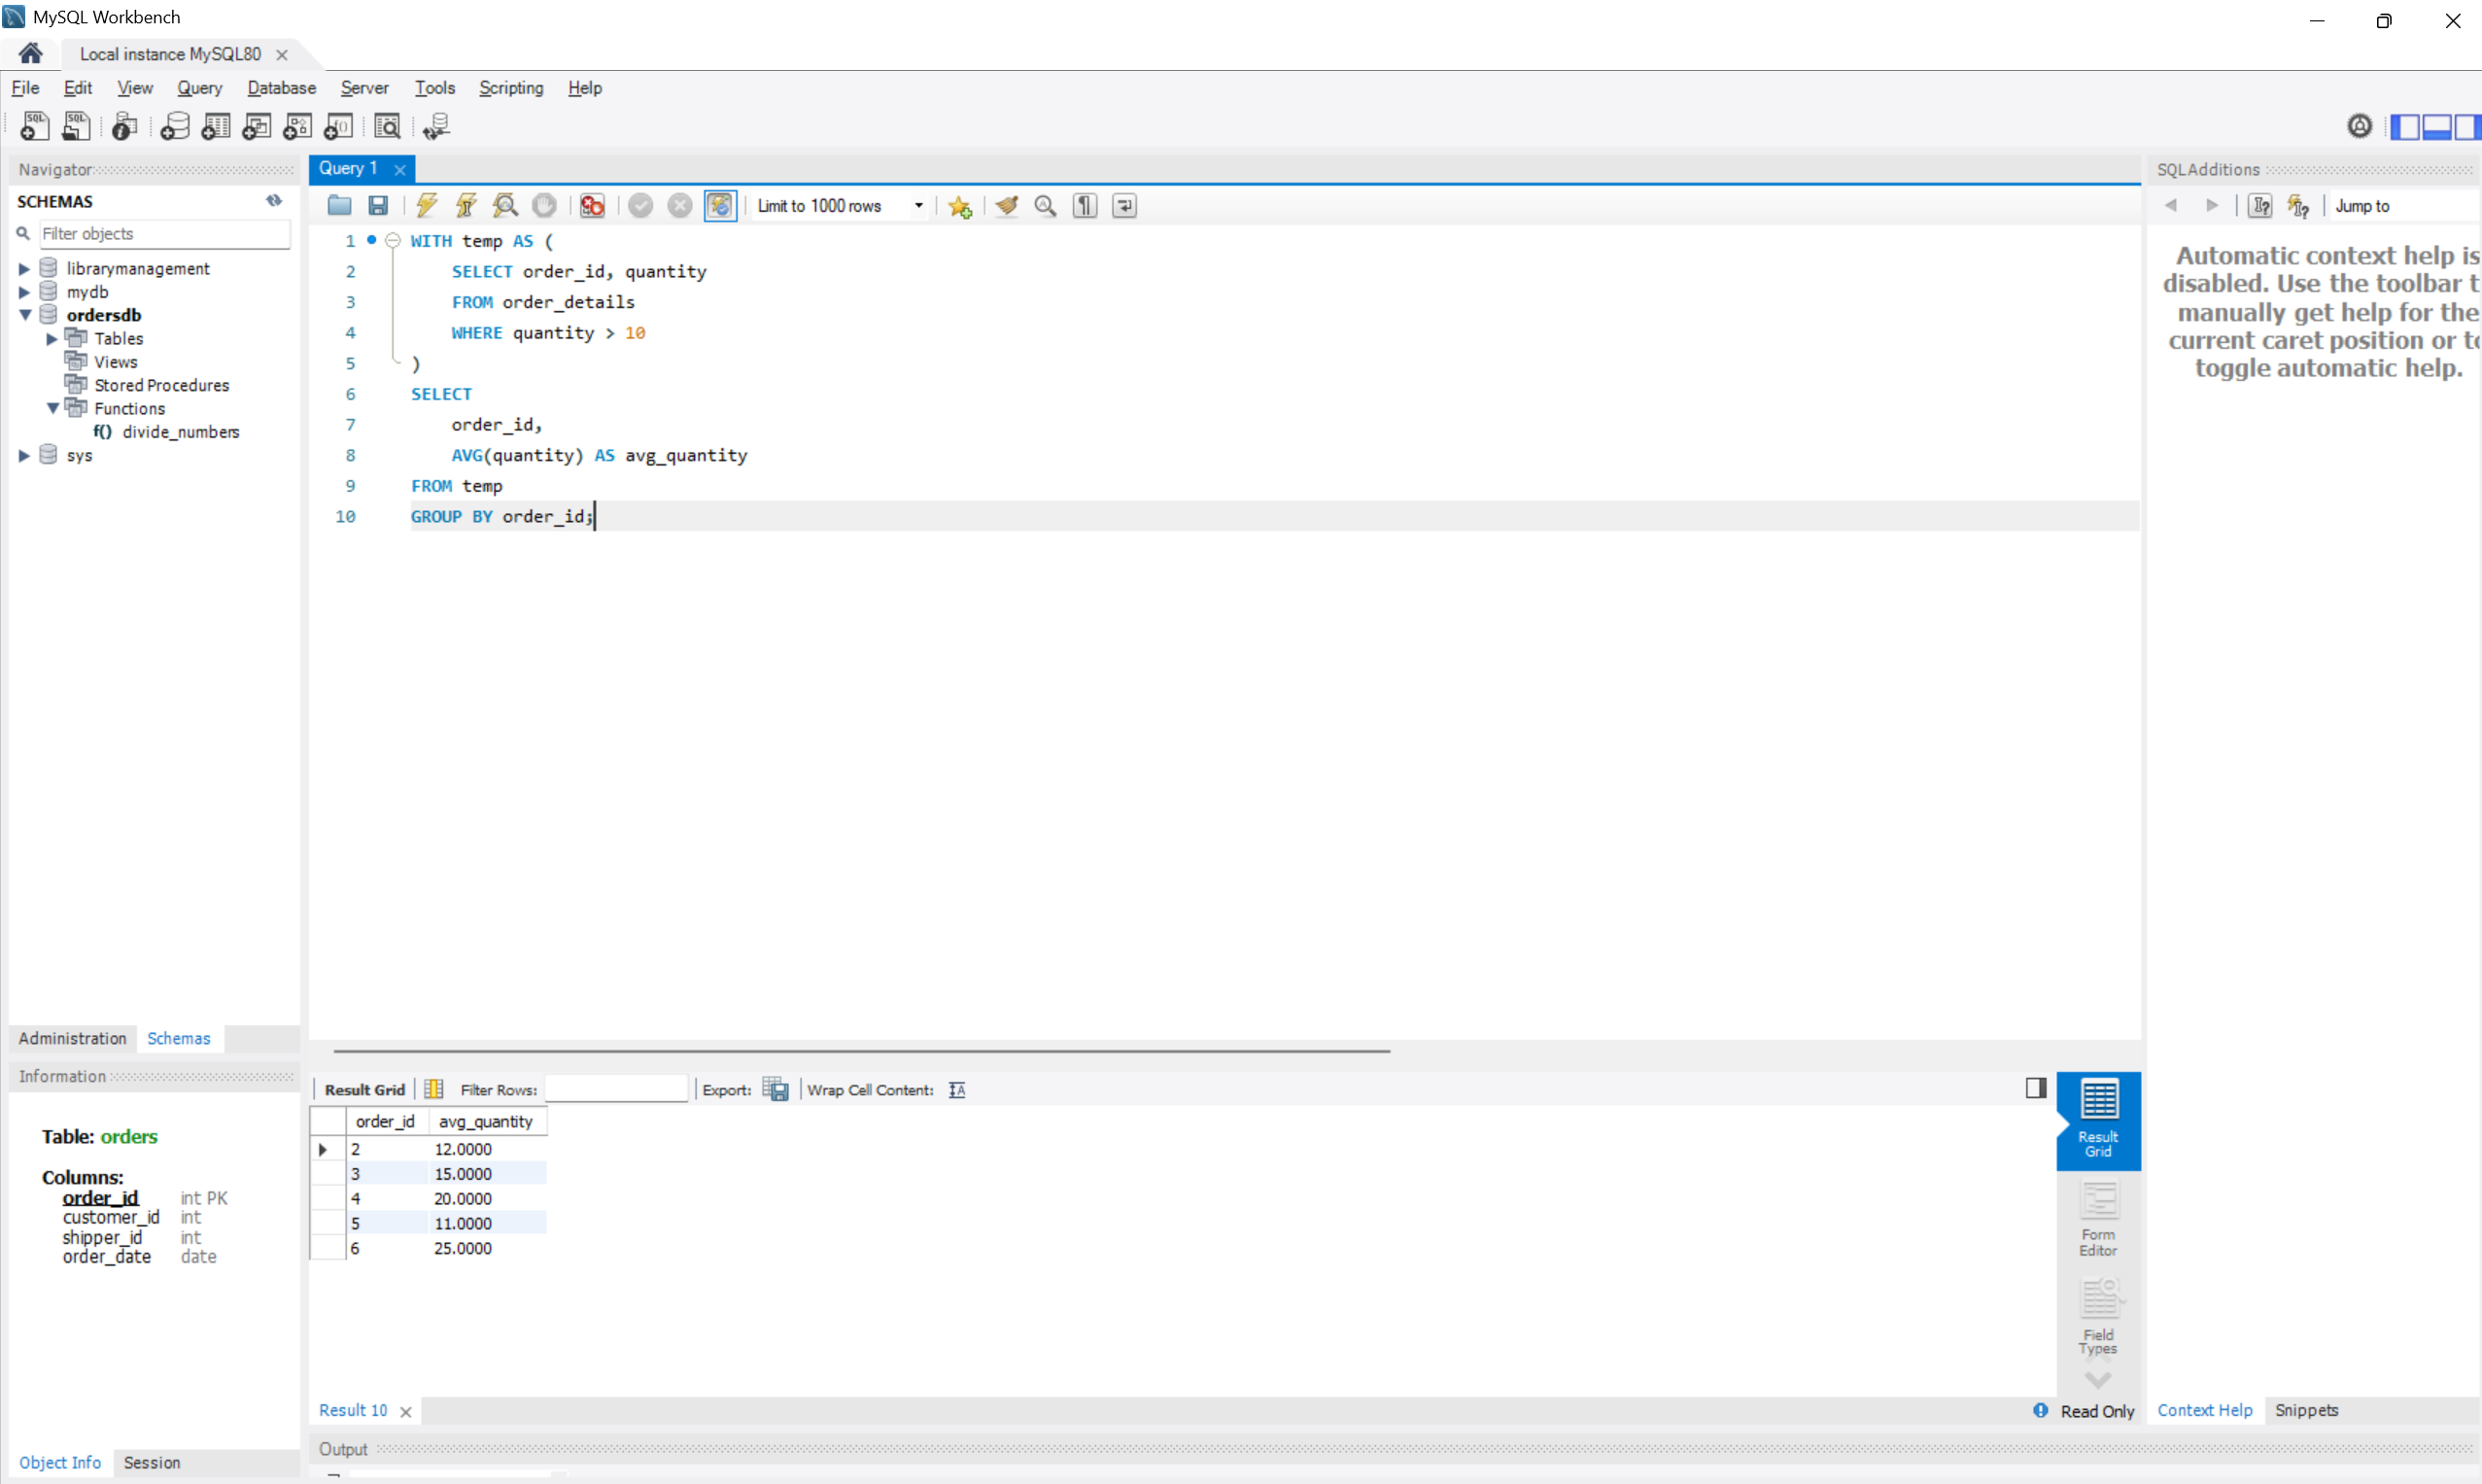 MySQL Workbench
Local instance MySQL80
File Edit View Query Database Server Tools Scripting Help
Navigator
SCHEMAS
Filter objects
librarymanagement
mydb
ordersdb
Tables
Views
Stored Procedures
Functions
f() divide_numbers
sys
Administration Schemas
Information
Table: orders
Columns:
order_id int PK
customer_id int
shipper_id int
order_date date
Object Info Session
Query 1
Limit to 1000 rows
1 WITH temp AS (
2 SELECT order_id, quantity
3 FROM order_details
4 WHERE quantity > 10
5 )
6 SELECT
7 order_id,
8 AVG(quantity) AS avg_quantity
9 FROM temp
10 GROUP BY order_id;
Result Grid Filter Rows: Export: Wrap Cell Content:
order_id avg_quantity
2 12.0000
3 15.0000
4 20.0000
5 11.0000
6 25.0000
Result
Grid
Form
Editor
Field
Types
Result 10
Read Only
Output
SQLAdditions
Jump to
Automatic context help is
disabled. Use the toolbar t
manually get help for the
current caret position or to
toggle automatic help.
Context Help Snippets